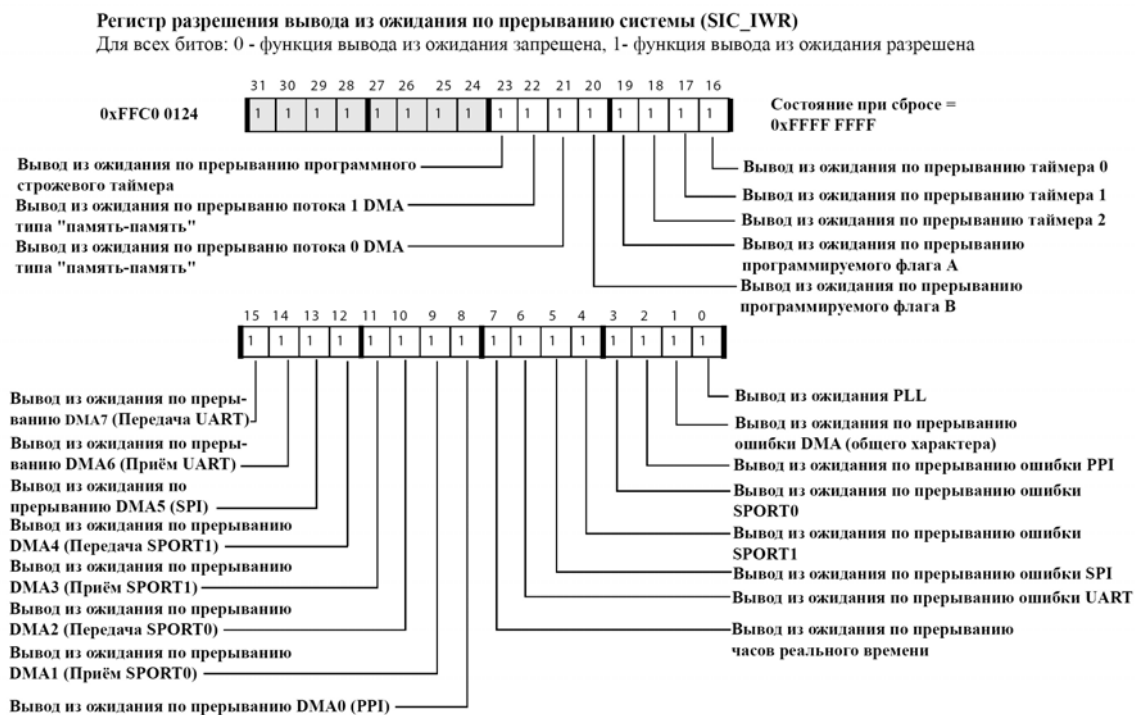 Регистр разрешения вывода из ожидания по прерыванию системы (SIC_IWR)
Для всех битов: 0 - функция вывода из ожидания запрещена, 1- функция вывода из ожидания разрешена
31 30 29 28 27 26 25 24 23 22 21 20 19 18 17 16
0xFFC0 0124
1 1 1 1 1 1 1 1 1 1 1 1 1 1 1 1
Состояние при сбросе =
0xFFFF FFFF
Вывод из ожидания по прерыванию программного
строжевого таймера
Вывод из ожидания по прерываню потока 1 DMA
типа "память-память"
Вывод из ожидания по прерываню потока 0 DMA
типа "память-память"
Вывод из ожидания по прерыванию таймера 0
Вывод из ожидания по прерыванию таймера 1
Вывод из ожидания по прерыванию таймера 2
Вывод из ожидания по прерыванию
программируемого флага A
Вывод из ожидания по прерыванию
программируемого флага B
15 14 13 12 11 10 9 8 7 6 5 4 3 2 1 0
1 1 1 1 1 1 1 1 1 1 1 1 1 1 1 1
Вывод из ожидания по преры-
ванию DMA7 (Передача UART)
Вывод из ожидания по преры-
ванию DMA6 (Приём UART)
Вывод из ожидания по
прерыванию DMA5 (SPI)
Вывод из ожидания по прерыванию
DMA4 (Передача SPORT1)
Вывод из ожидания по прерыванию
DMA3 (Приём SPORT1)
Вывод из ожидания по прерыванию
DMA2 (Передача SPORT0)
Вывод из ожидания по прерыванию
DMA1 (Приём SPORT0)
Вывод из ожидания по прерыванию DMA0 (PPI)
Вывод из ожидания PLL
Вывод из ожидания по прерыванию
ошибки DMA (общего характера)
Вывод из ожидания по прерыванию ошибки PPI
Вывод из ожидания по прерыванию ошибки
SPORT0
Вывод из ожидания по прерыванию ошибки
SPORT1
Вывод из ожидания по прерыванию ошибки SPI
Вывод из ожидания по прерыванию ошибки UART
Вывод из ожидания по прерыванию
часов реального времени